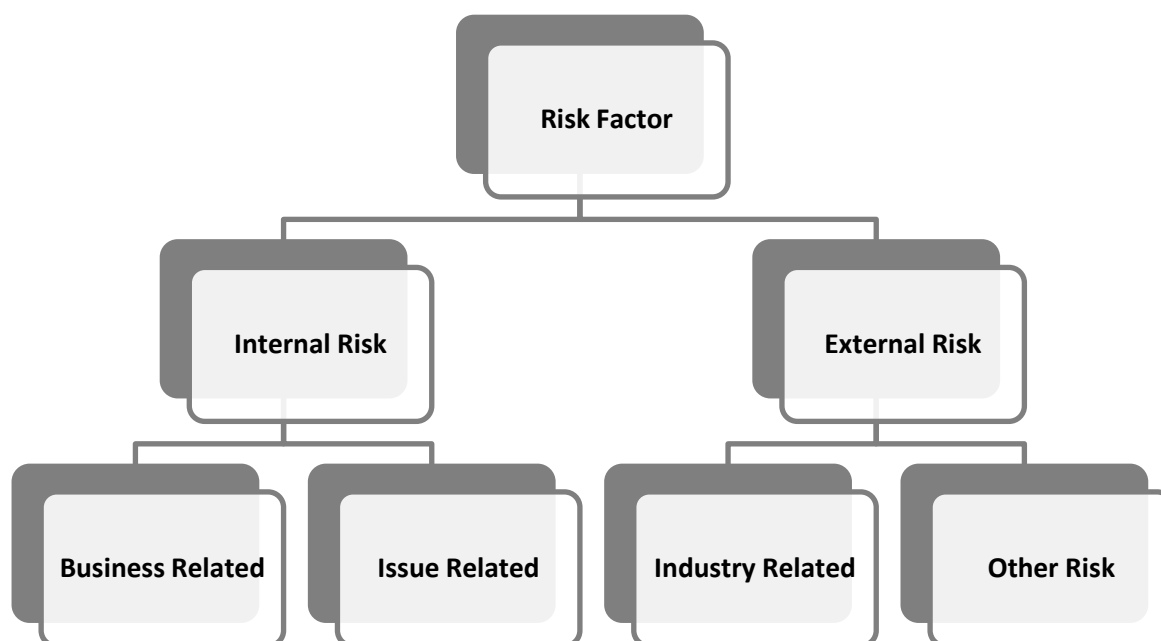 Risk Factor
Internal Risk
External Risk
Business Related
Issue Related
Industry Related
Other Risk